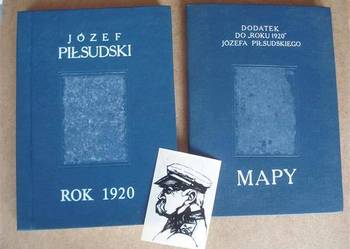 JÓZEF
PIŁSUDSKI
ROK 1920
DODATEK
DO „ROKU 1920"
JÓZEFA PIŁSUDSKIEGO
MAPY